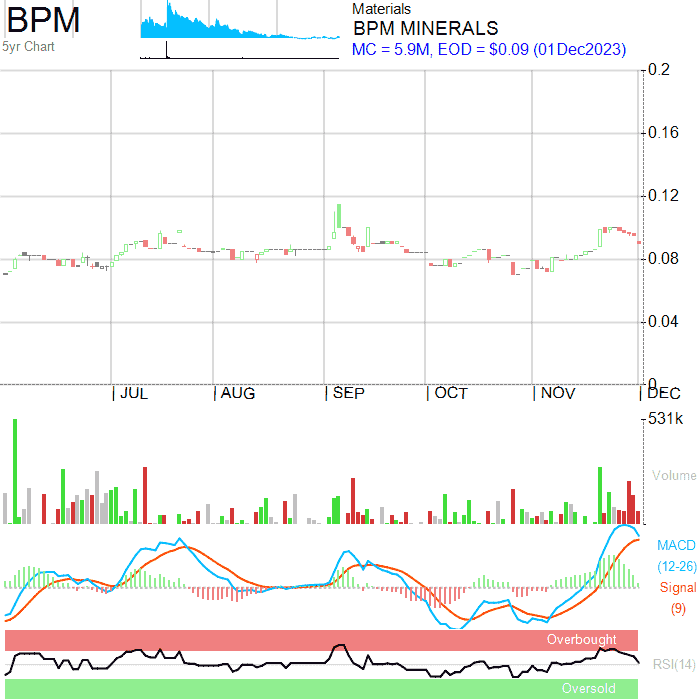 BPM
5yr Chart
Materials
BPM MINERALS
MC = 5.9M, EOD = $0.09 (01Dec2023)
0.2
0.16
0.12
0.08
0.04
0
| JUL | AUG | SEP | OCT | NOV | DEC
531k
Volume
MACD
(12-26)
Signal
(9)
Overbought
RSI(14)
Oversold